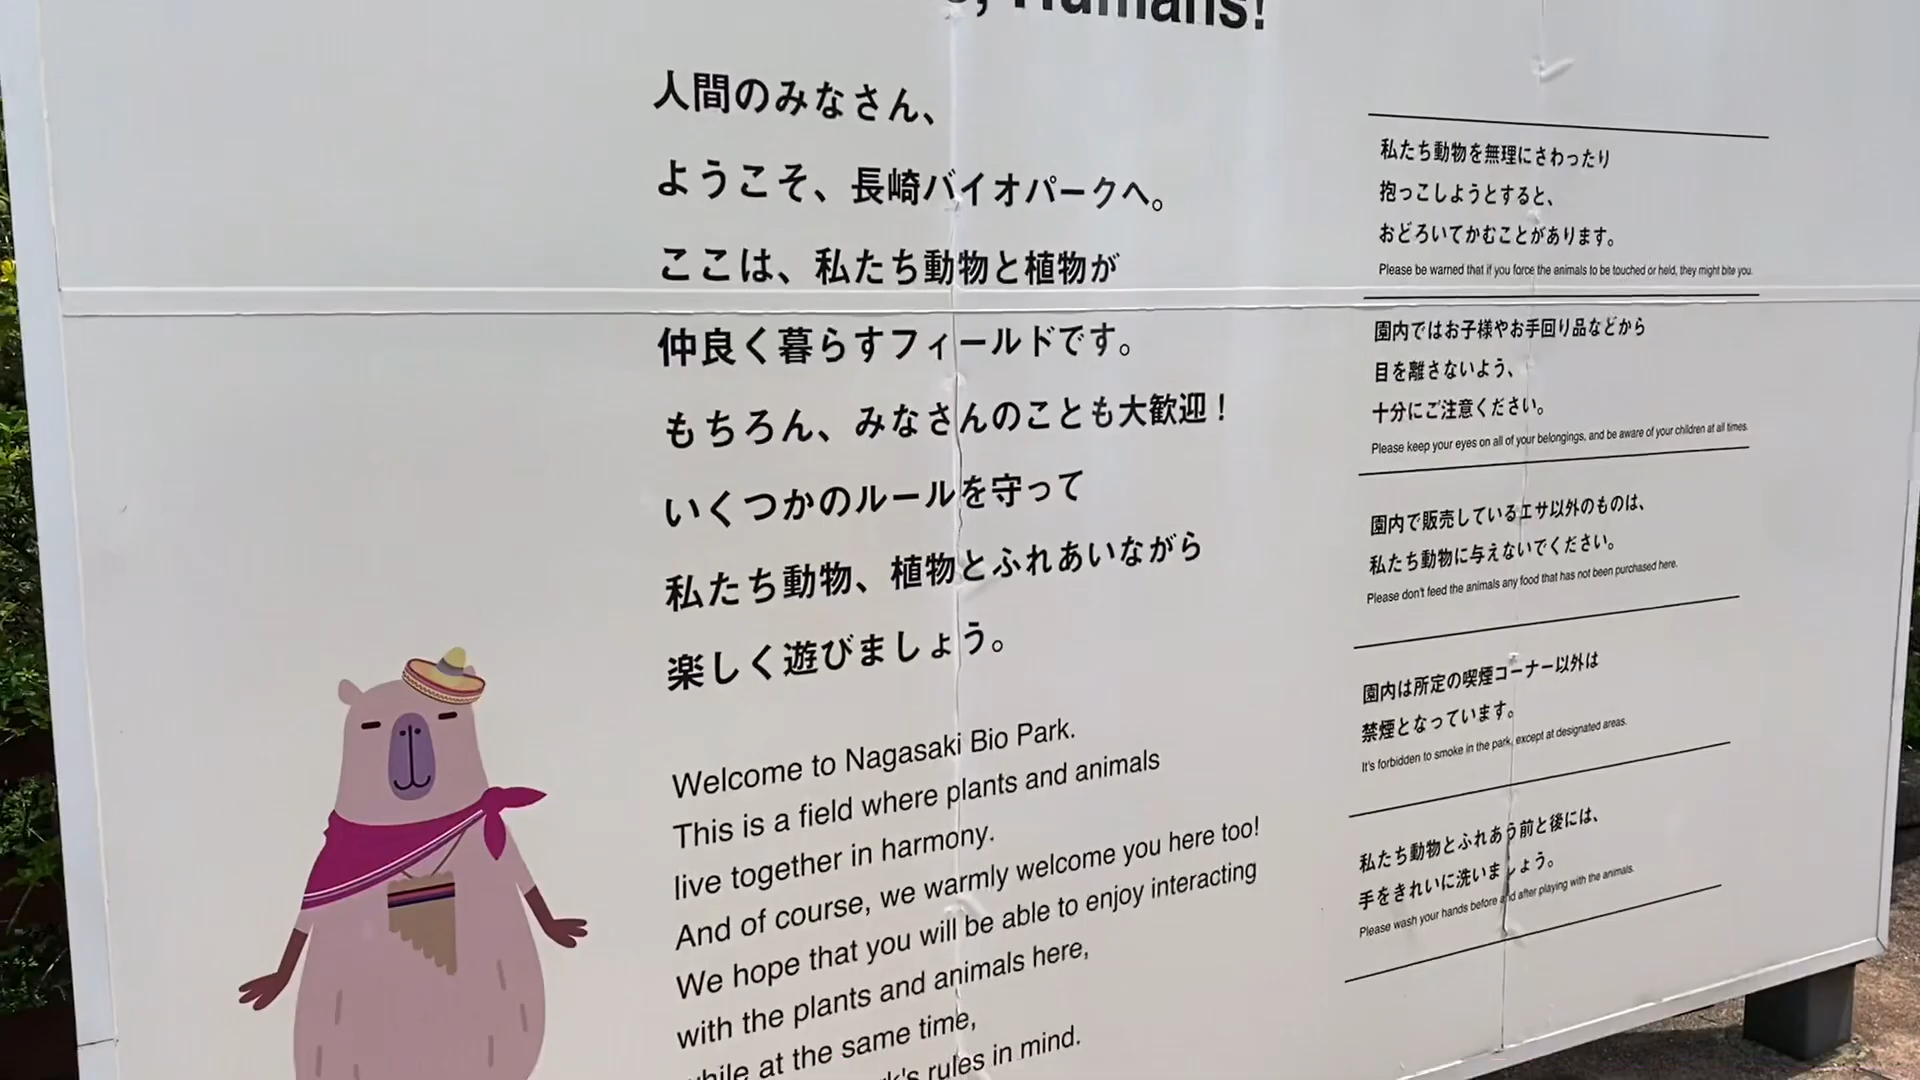 Humans!
人間のみなさん、
ようこそ、長崎バイオパークへ。
ここは、私たち動物と植物が
仲良く暮らすフィールドです。
もちろん、みなさんのことも大歓迎！
いくつかのルールを守って
私たち動物、植物とふれあいながら
楽しく遊びましょう。
Welcome to Nagasaki Bio Park.
This is a field where plants and animals
live together in harmony.
And of course, we warmly welcome you here too!
We hope that you will be able to enjoy interacting
with the plants and animals here,
while at the same time,
rules in mind.
私たち動物を無理にさわったり
抱っこしようとすると、
おどろいてかむことがあります。
Please be warned that if you force the animals to be touched or held, they might bite you.
園内ではお子様やお手回り品などから
目を離さないよう、
十分にご注意ください。
Please keep your eyes on all of your belongings, and be aware of your children at all times.
園内で販売しているエサ以外のものは、
私たち動物に与えないでください。
Please don't feed the animals any food that has not been purchased here.
園内は所定の喫煙コーナー以外は
禁煙となっています。
It's forbidden to smoke in the park, except at designated areas.
私たち動物とふれあう前と後には、
手をきれいに洗いましょう。
Please wash your hands before and after playing with the animals.